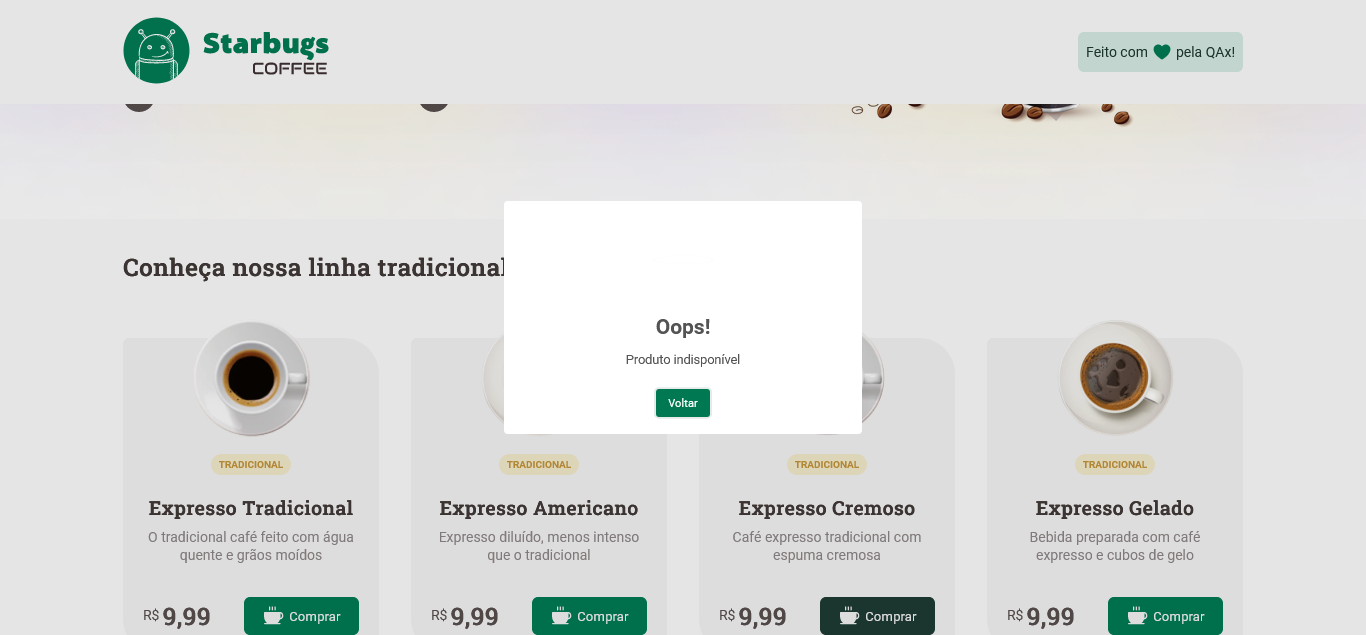 Starbugs
COFFEE
Feito com pela QAx!
Conheça nossa linha tradicional
Oops!
Produto indisponível
Voltar
TRADICIONAL
Expresso Tradicional
O tradicional café feito com água
quente e grãos moídos
R$ 9,99
Comprar
TRADICIONAL
Expresso Americano
Expresso diluído, menos intenso
que o tradicional
R$ 9,99
Comprar
TRADICIONAL
Expresso Cremoso
Café expresso tradicional com
espuma cremosa
R$ 9,99
Comprar
TRADICIONAL
Expresso Gelado
Bebida preparada com café
expresso e cubos de gelo
R$ 9,99
Comprar